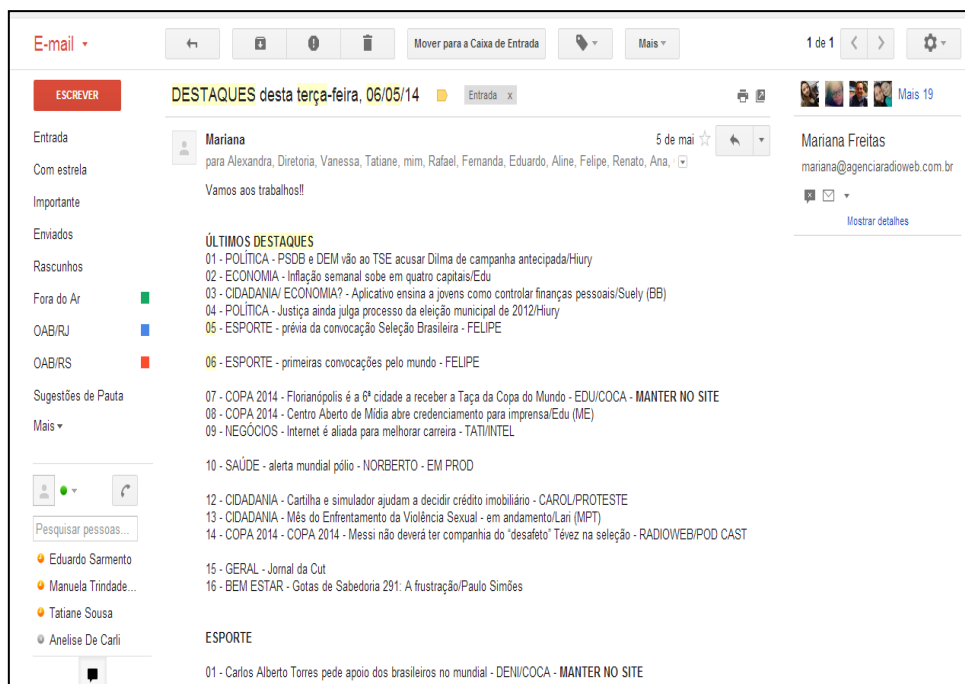 E-mail
Mover para a Caixa de Entrada
Mais
1 de 1
ESCREVER
DESTAQUES desta terça-feira, 06/05/14
Entrada x
Mais 19
Entrada
Com estrela
Importante
Enviados
Rascunhos
Fora do Ar
OAB/RJ
OAB/RS
Sugestões de Pauta
Mais
Pesquisar pessoas...
Eduardo Sarmento
Manuela Trindade...
Tatiane Sousa
Anelise De Carli
Mariana
5 de mai
para Alexandra, Diretoria, Vanessa, Tatiane, mim, Rafael, Fernanda, Eduardo, Aline, Felipe, Renato, Ana,
Vamos aos trabalhos!!
ÚLTIMOS DESTAQUES
01 - POLÍTICA - PSDB e DEM vão ao TSE acusar Dilma de campanha antecipada/Hiury
02 - ECONOMIA - Inflação semanal sobe em quatro capitais/Edu
03 - CIDADANIA/ ECONOMIA? - Aplicativo ensina a jovens como controlar finanças pessoais/Suely (BB)
04 - POLÍTICA - Justiça ainda julga processo da eleição municipal de 2012/Hiury
05 - ESPORTE - prévia da convocação Seleção Brasileira - FELIPE
06 - ESPORTE - primeiras convocações pelo mundo - FELIPE
07 - COPA 2014 - Florianópolis é a 6ª cidade a receber a Taça da Copa do Mundo - EDU/COCA - MANTER NO SITE
08 - COPA 2014 - Centro Aberto de Mídia abre credenciamento para imprensa/Edu (ME)
09 - NEGÓCIOS - Internet é aliada para melhorar carreira - TATI/INTEL
10 - SAÚDE - alerta mundial pólio - NORBERTO - EM PROD
12 - CIDADANIA - Cartilha e simulador ajudam a decidir crédito imobiliário - CAROL/PROTESTE
13 - CIDADANIA - Mês do Enfrentamento da Violência Sexual - em andamento/Lari (MPT)
14 - COPA 2014 - COPA 2014 - Messi não deverá ter companhia do "desafeto" Tévez na seleção - RADIOWEB/POD CAST
15 - GERAL - Jornal da Cut
16 - BEM ESTAR - Gotas de Sabedoria 291: A frustração/Paulo Simões
ESPORTE
01 - Carlos Alberto Torres pede apoio dos brasileiros no mundial - DENI/COCA - MANTER NO SITE
Mariana Freitas
mariana@agenciaradioweb.com.br
Mostrar detalhes